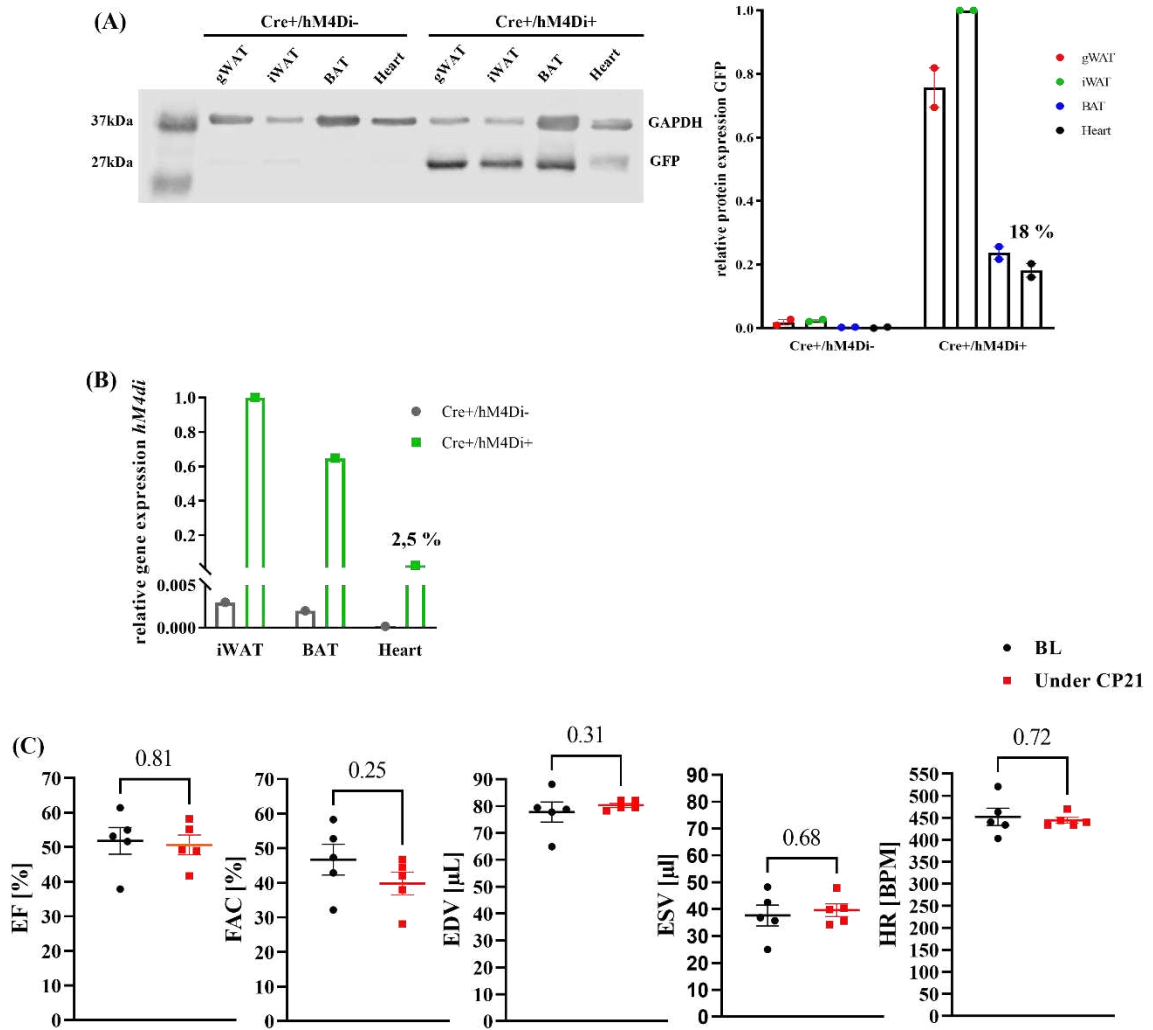 (A)
Cre+/hM4Di-
Cre+/hM4Di+
gWAT iWAT BAT Heart gWAT iWAT BAT Heart
37kDa GAPDH
27kDa GFP
relative protein expression GFP
1.0
0.8
0.6
0.4
0.2
0.0
gWAT
iWAT
BAT
Heart
18 %
Cre+/hM4Di- Cre+/hM4Di+
(B)
relative gene expression hM4di
1.0
0.8
0.6
0.4
0.2
0.005
0.000
Cre+/hM4Di-
Cre+/hM4Di+
2,5 %
iWAT BAT Heart
BL
Under CP21
(C)
EF [%]
70
60
50
40
30
20
10
0
0.81
FAC [%]
70
60
50
40
30
20
10
0
0.25
EDV [µL]
90
80
70
60
50
40
30
20
10
0
0.31
ESV [µl]
90
80
70
60
50
40
30
20
10
0
0.68
HR [BPM]
550
500
450
400
350
300
250
200
150
100
50
0
0.72